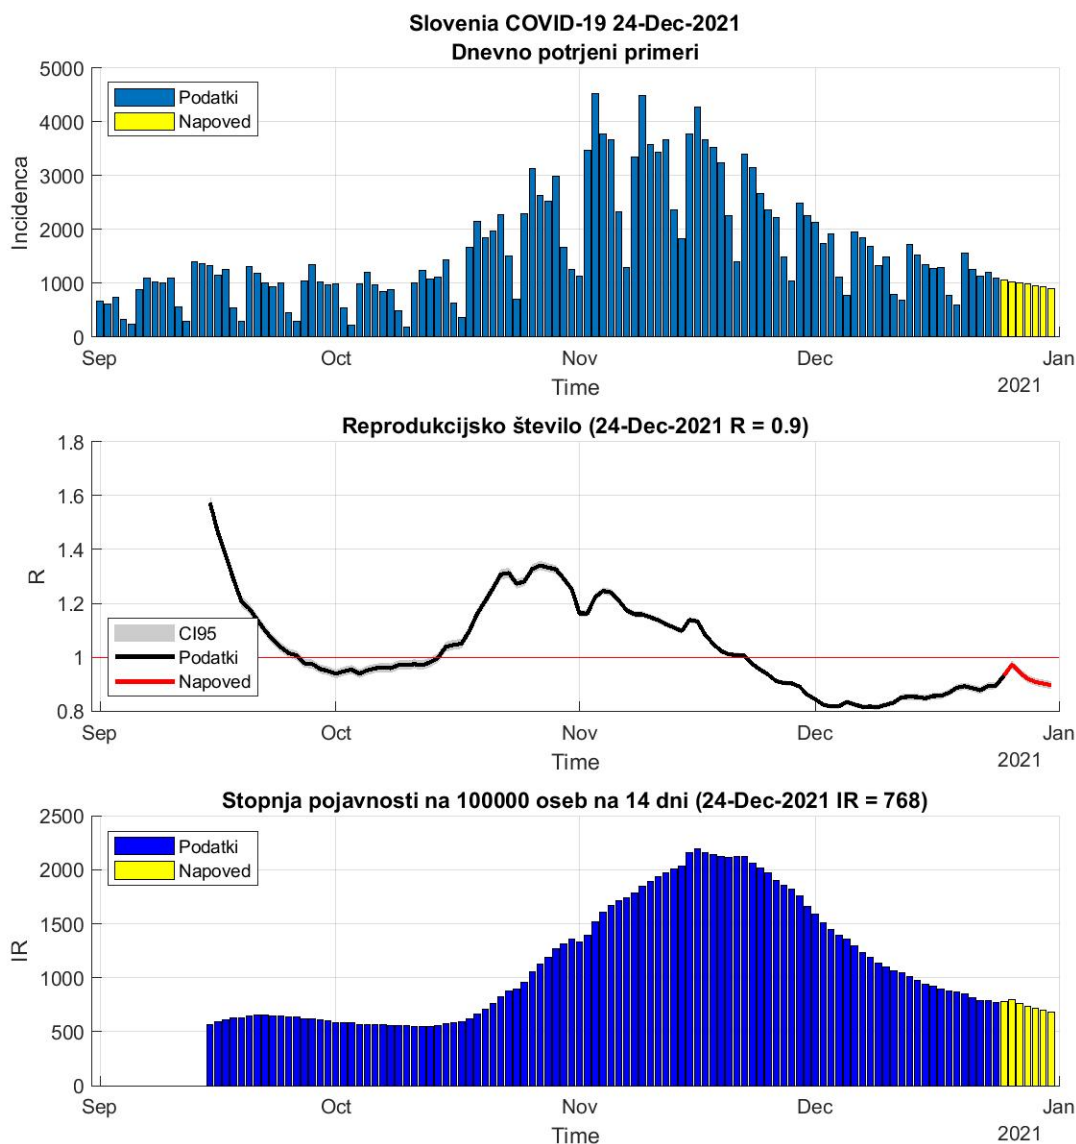 Slovenia COVID-19 24-Dec-2021
Dnevno potrjeni primeri
5000
4000
3000
2000
1000
0
Incidenca
Podatki
Napoved
Sep
Oct
Nov
Dec
Jan
Time
2021
Reprodukcijsko število (24-Dec-2021 R = 0.9)
1.8
1.6
1.4
1.2
1
0.8
R
CI95
Podatki
Napoved
Sep
Oct
Nov
Dec
Jan
Time
2021
Stopnja pojavnosti na 100000 oseb na 14 dni (24-Dec-2021 IR = 768)
2500
2000
1500
1000
500
0
IR
Podatki
Napoved
Sep
Oct
Nov
Dec
Jan
Time
2021